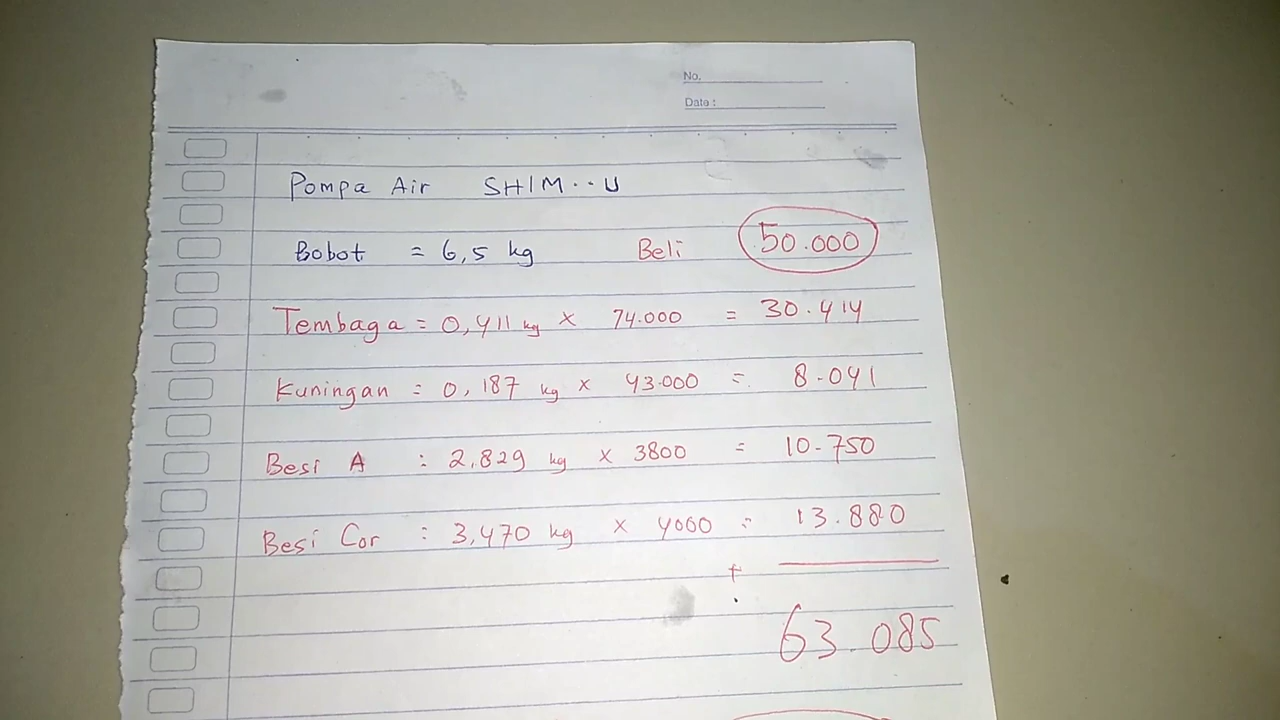 No.
Date :
Pompa Air SHIM..U
Bobot = 6,5 kg Beli 50.000
Tembaga = 0,411 kg x 74.000 = 30.414
Kuningan = 0,187 kg x 43.000 = 8.041
Besi A : 2,829 kg x 3800 = 10-750
Besi Cor : 3,470 kg x 4000 = 13.880
+
63.085